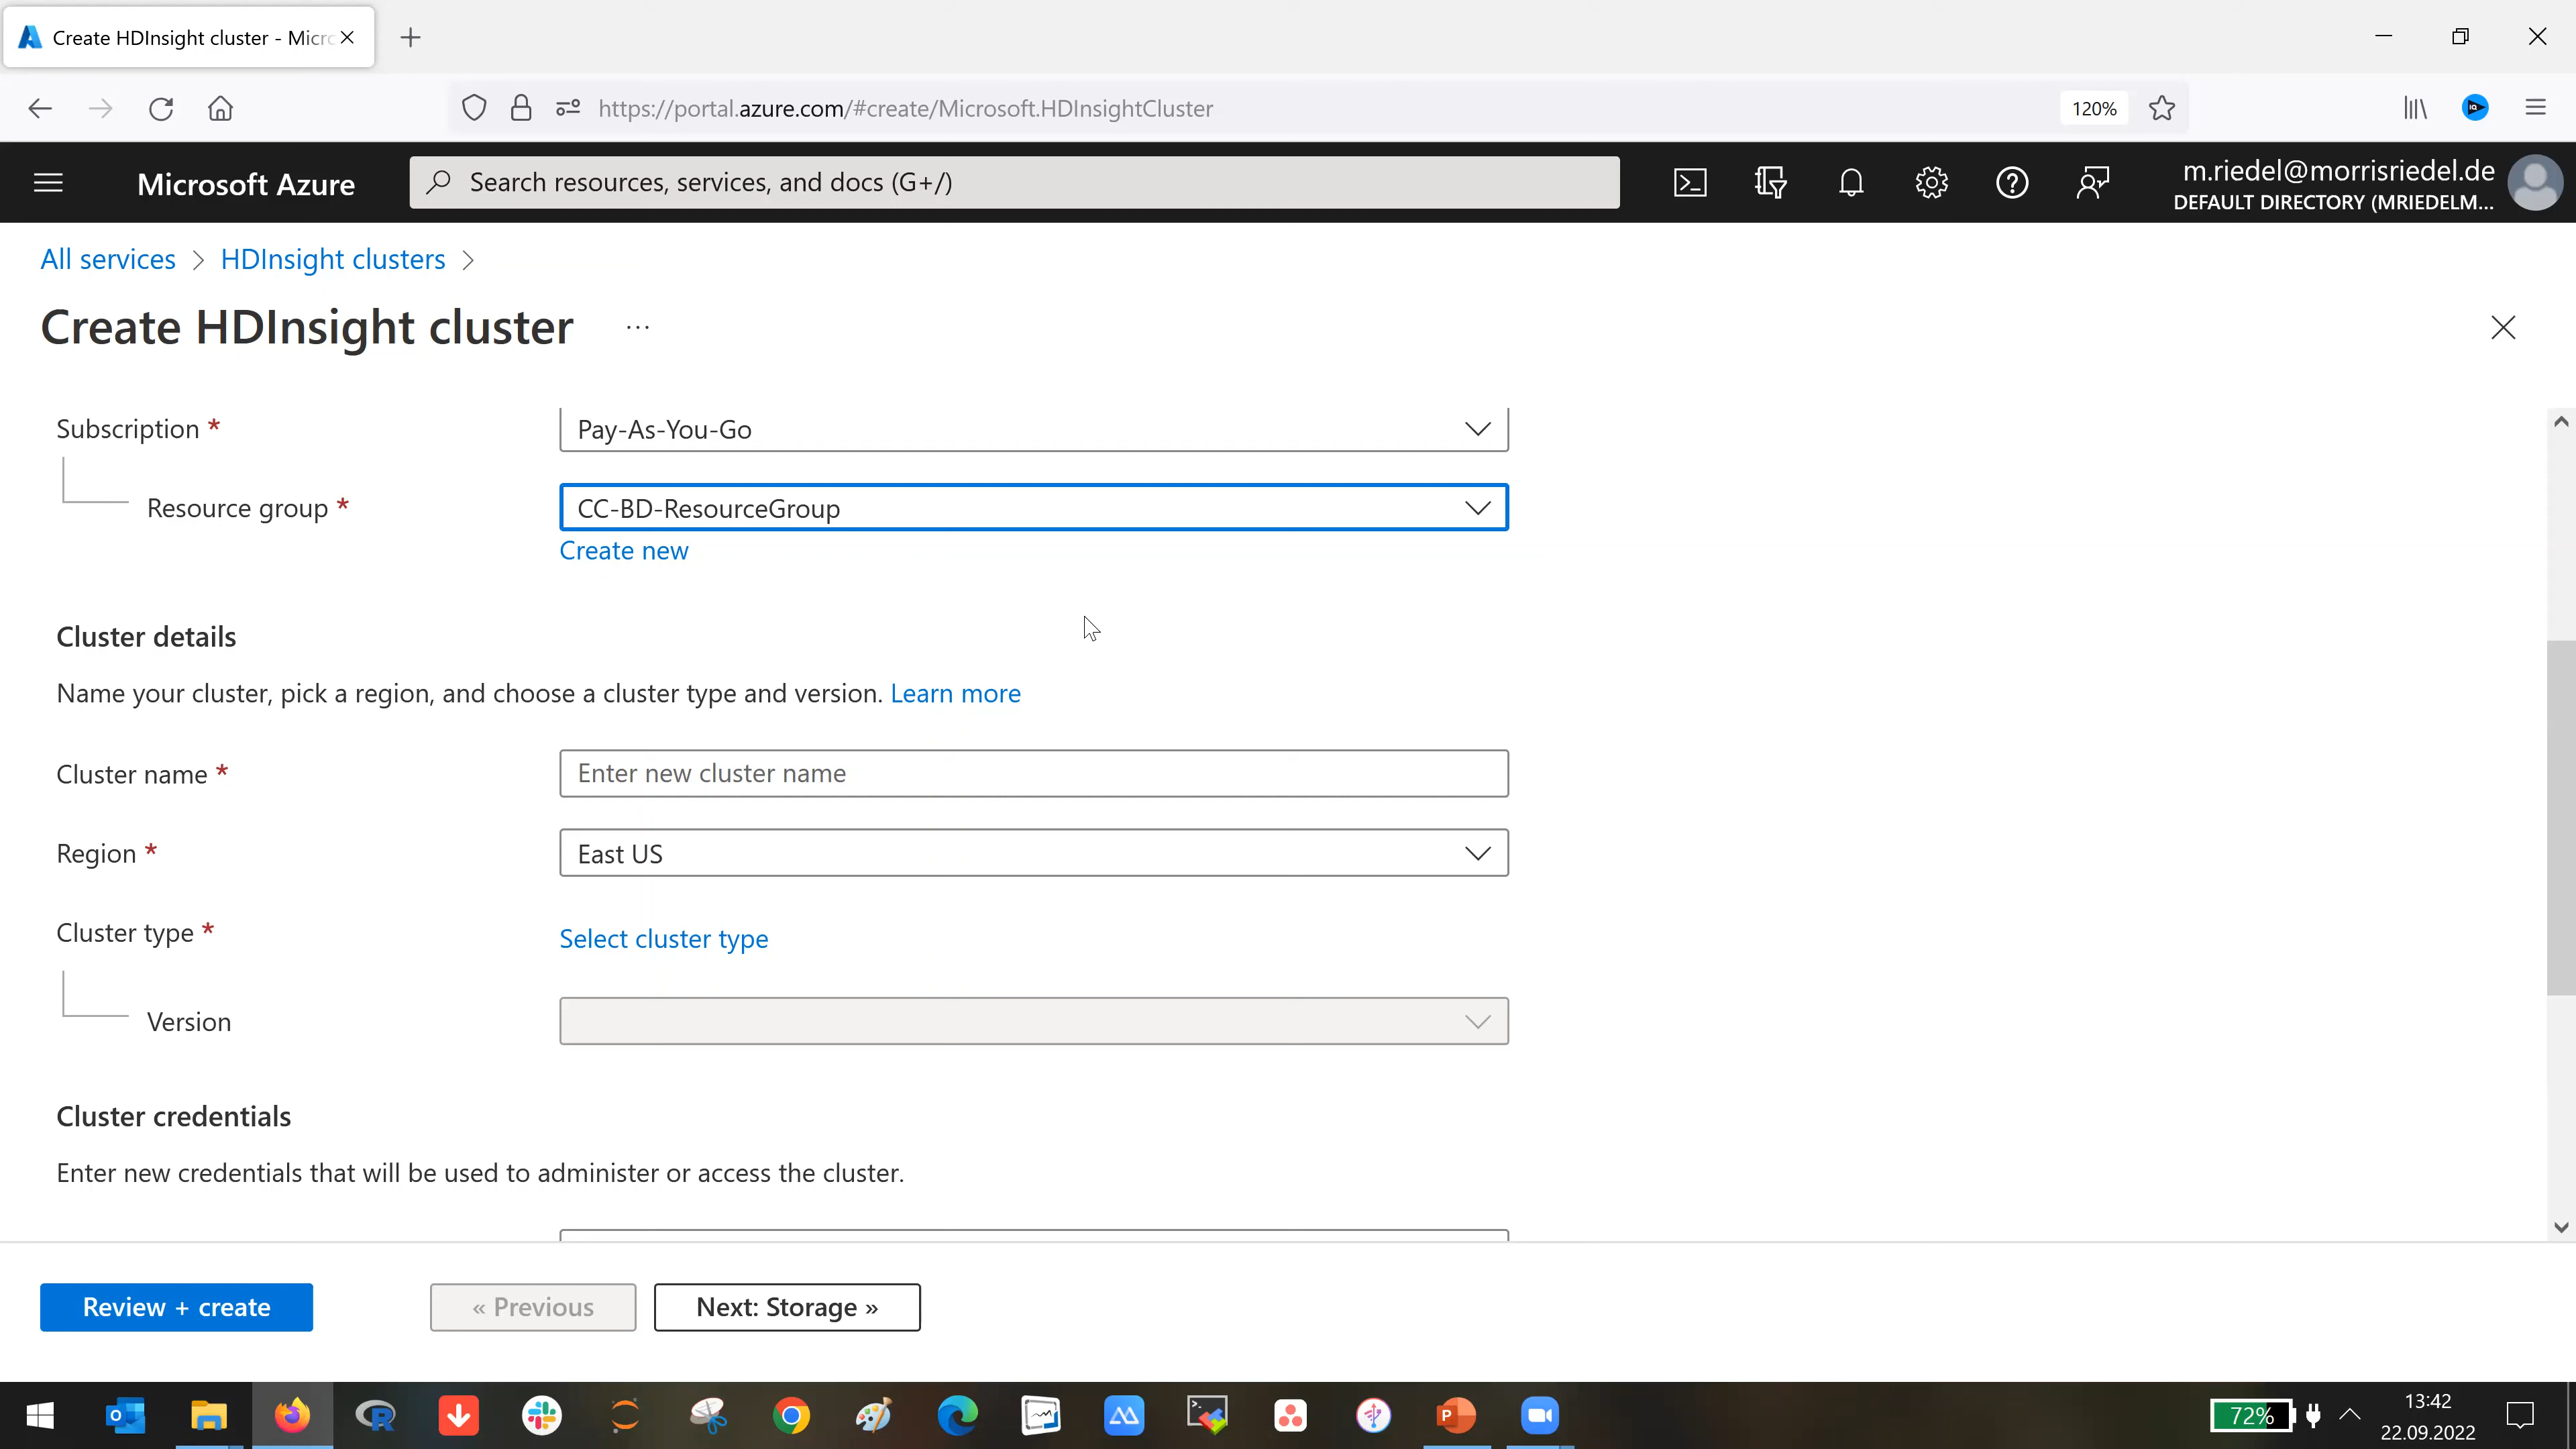 Create HDInsight cluster - Micro
https://portal.azure.com/#create/Microsoft.HDInsightCluster
120%
Microsoft Azure
Search resources, services, and docs (G+/)
m.riedel@morrisriedel.de
DEFAULT DIRECTORY (MRIEDELM...
All services > HDInsight clusters >
Create HDInsight cluster ...
Subscription *
Pay-As-You-Go
Resource group *
CC-BD-ResourceGroup
Create new
Cluster details
Name your cluster, pick a region, and choose a cluster type and version. Learn more
Cluster name *
Enter new cluster name
Region *
East US
Cluster type *
Select cluster type
Version
Cluster credentials
Enter new credentials that will be used to administer or access the cluster.
Review + create
« Previous
Next: Storage »
72%
13:42
22.09.2022